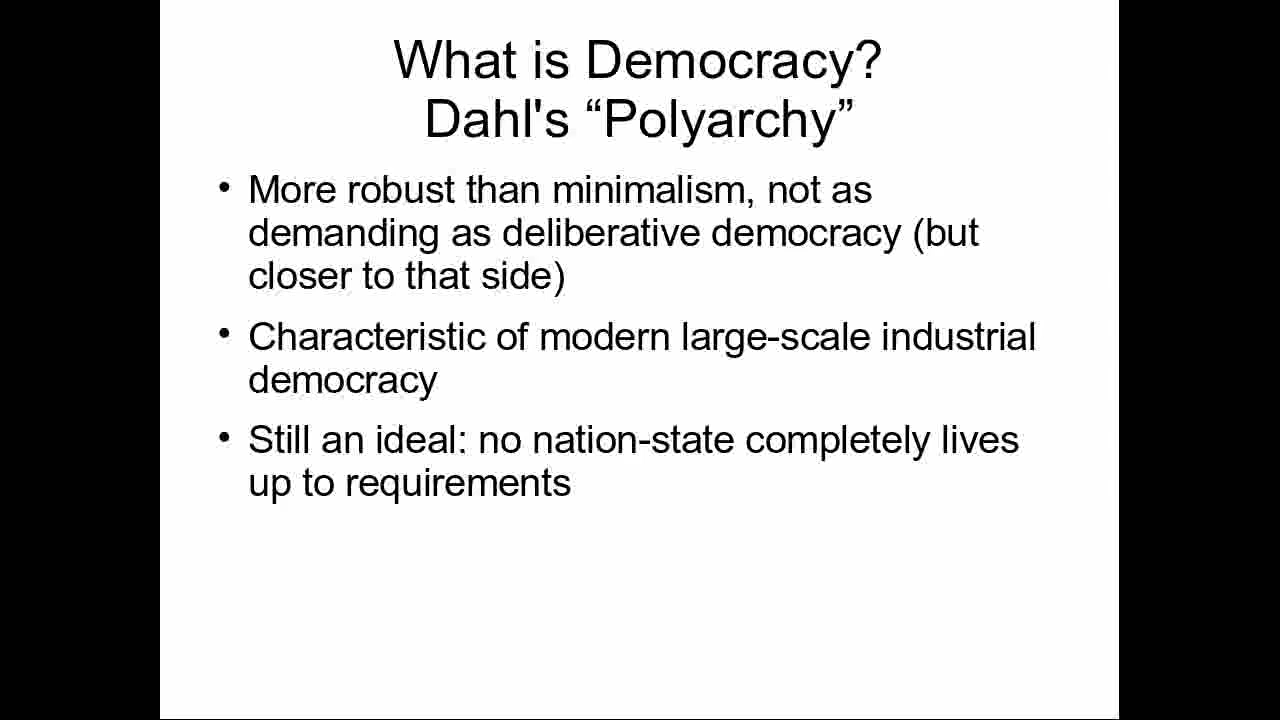 What is Democracy?
Dahl's “Polyarchy”
• More robust than minimalism, not as
demanding as deliberative democracy (but
closer to that side)
• Characteristic of modern large-scale industrial
democracy
• Still an ideal: no nation-state completely lives
up to requirements